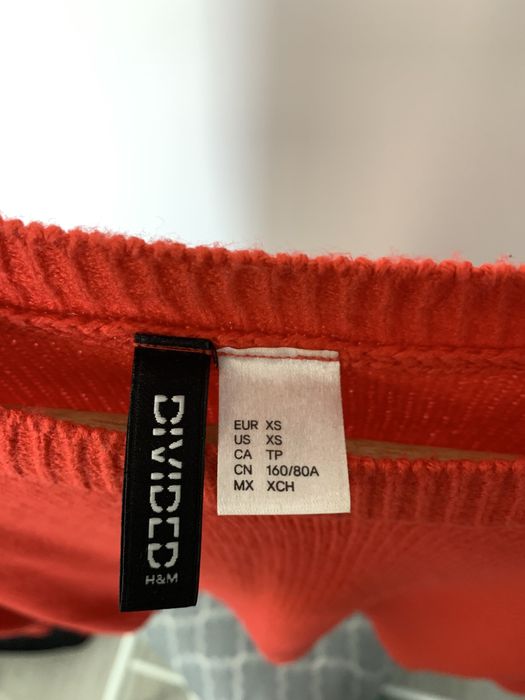 DIVIDED
H&M
EUR XS
US XS
CA TP
CN 160/80A
MX XCH